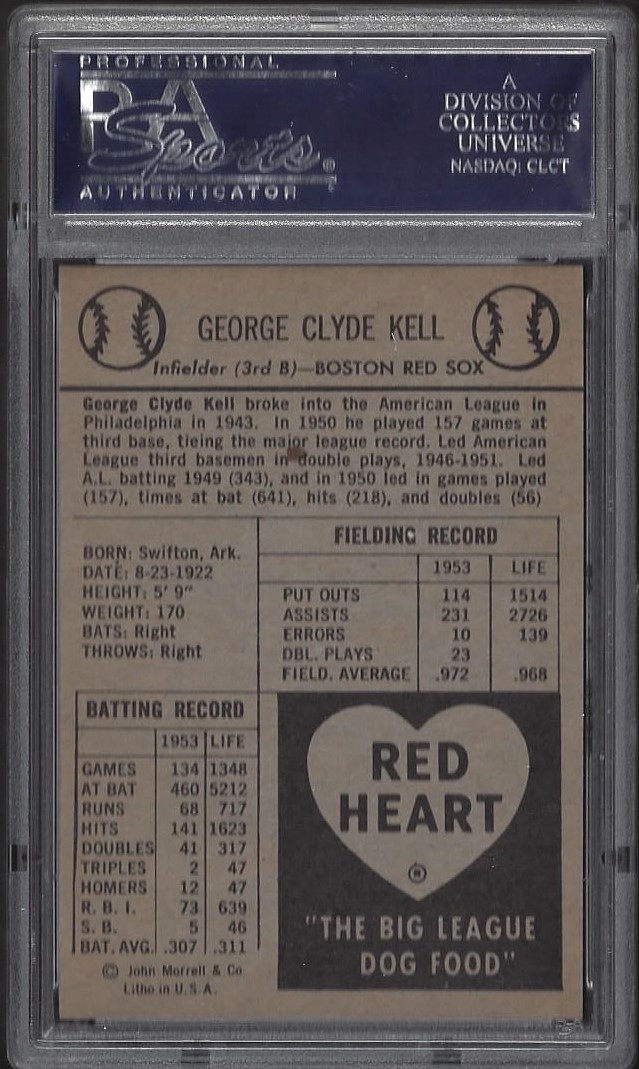 PROFESSIONAL
PSA
Sports®
AUTHENTICATOR
A
DIVISION OF
COLLECTORS
UNIVERSE
NASDAQ: CLCT
GEORGE CLYDE KELL
Infielder (3rd B)—BOSTON RED SOX
George Clyde Kell broke into the American League in
Philadelphia in 1943. In 1950 he played 157 games at
third base, tieing the major league record. Led American
League third basemen in double plays, 1946-1951. Led
A.L. batting 1949 (343), and in 1950 led in games played
(157), times at bat (641), hits (218), and doubles (56)
BORN: Swifton, Ark.
DATE: 8-23-1922
HEIGHT: 5' 9"
WEIGHT: 170
BATS: Right
THROWS: Right
FIELDING RECORD
1953 LIFE
PUT OUTS 114 1514
ASSISTS 231 2726
ERRORS 10 139
DBL. PLAYS 23
FIELD. AVERAGE .972 .968
BATTING RECORD
1953 LIFE
GAMES 134 1348
AT BAT 460 5212
RUNS 68 717
HITS 141 1623
DOUBLES 41 317
TRIPLES 2 47
HOMERS 12 47
R. B. I. 73 639
S. B. 5 46
BAT. AVG. .307 .311
© John Morrell & Co
Litho in U.S.A.
RED
HEART
®
"THE BIG LEAGUE
DOG FOOD"